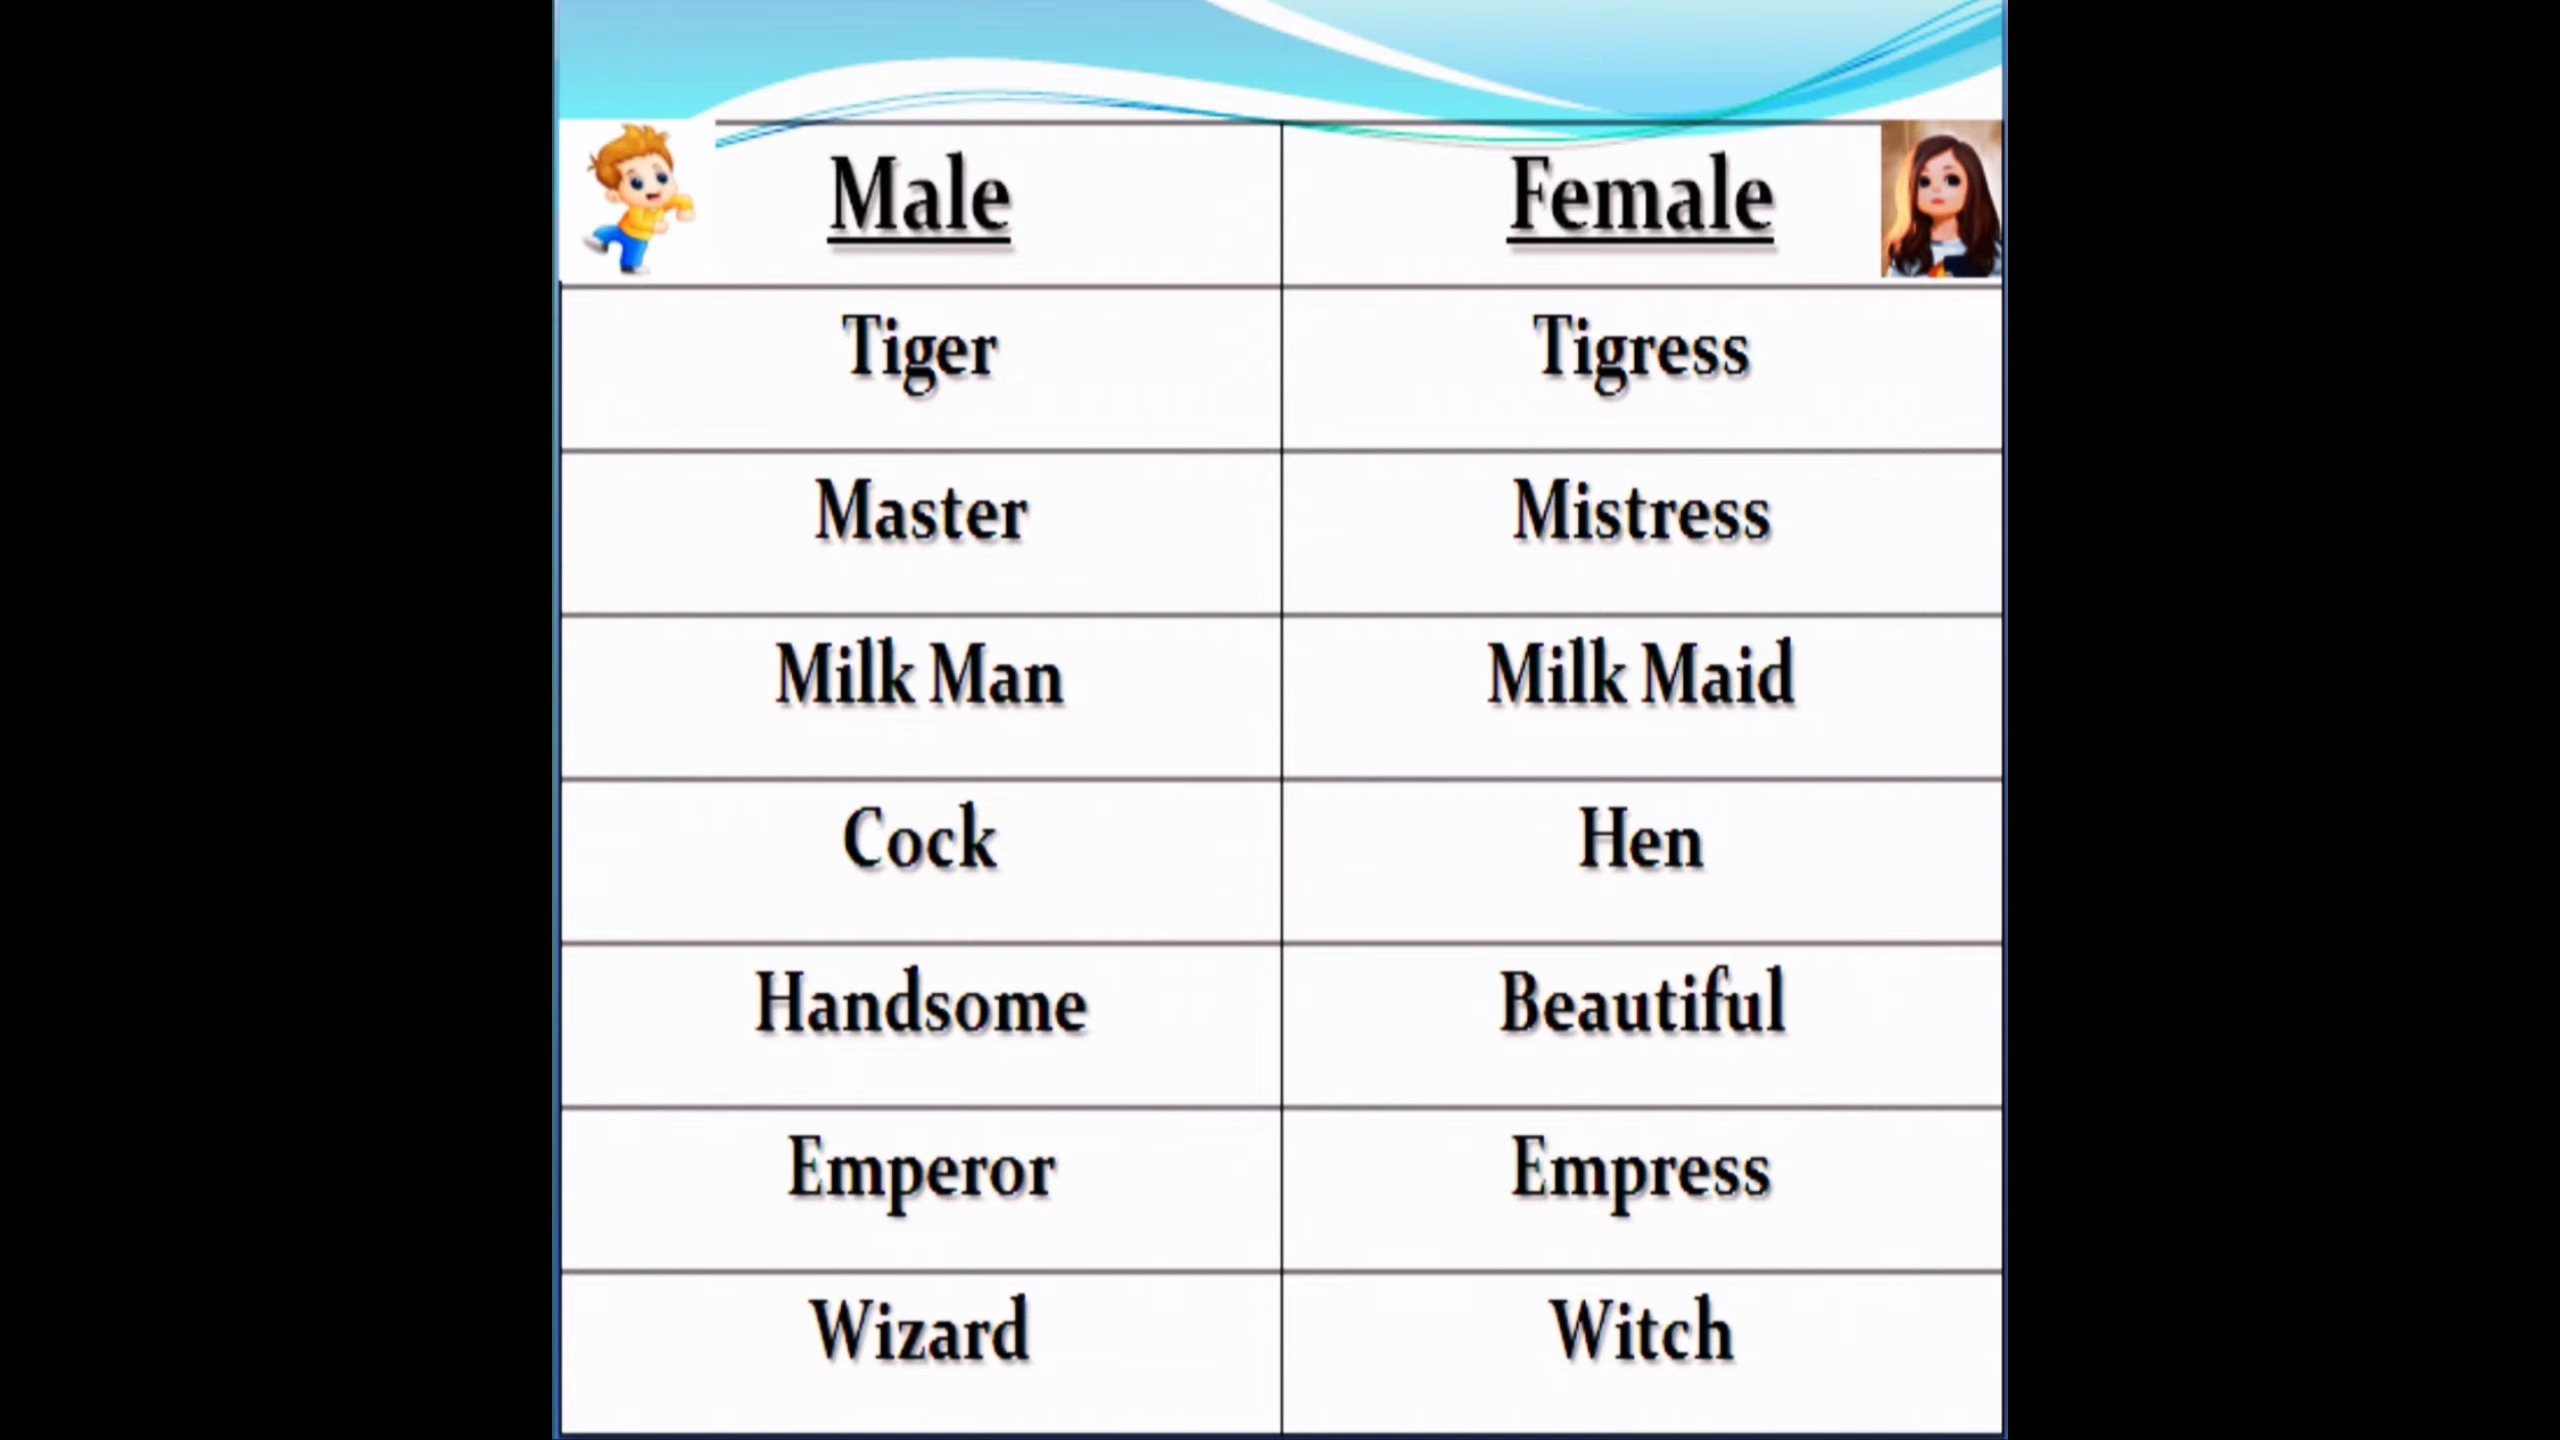 Male Female
Tiger Tigress
Master Mistress
Milk Man Milk Maid
Cock Hen
Handsome Beautiful
Emperor Empress
Wizard Witch